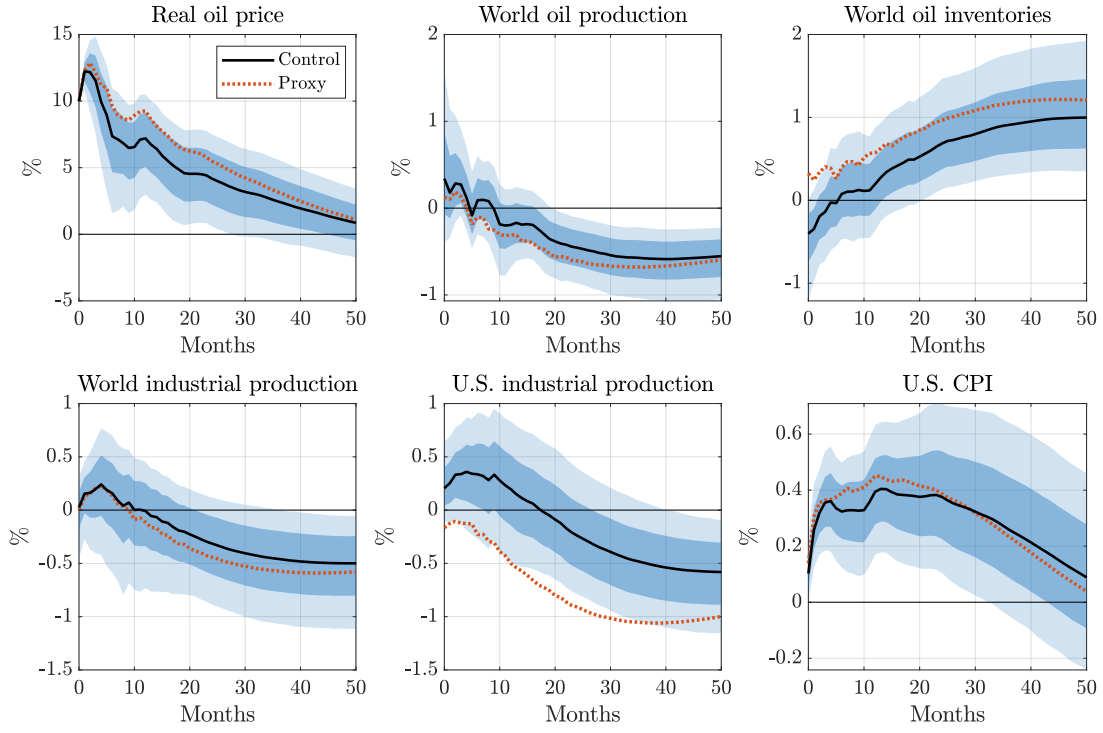 Real oil price
World oil production
World oil inventories
Control
Proxy
15
10
5
0
-5
%
0 10 20 30 40 50
Months
2
1
0
-1
%
0 10 20 30 40 50
Months
2
1
0
-1
%
0 10 20 30 40 50
Months
World industrial production
U.S. industrial production
U.S. CPI
1
0.5
0
-0.5
-1
-1.5
%
0 10 20 30 40 50
Months
1
0.5
0
-0.5
-1
-1.5
%
0 10 20 30 40 50
Months
0.6
0.4
0.2
0
-0.2
%
0 10 20 30 40 50
Months